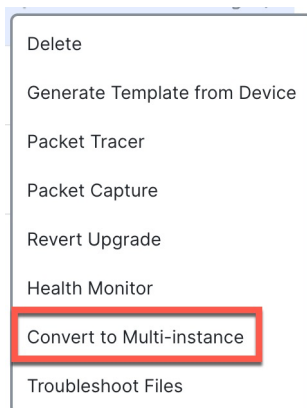 Delete
Generate Template from Device
Packet Tracer
Packet Capture
Revert Upgrade
Health Monitor
Convert to Multi-instance
Troubleshoot Files